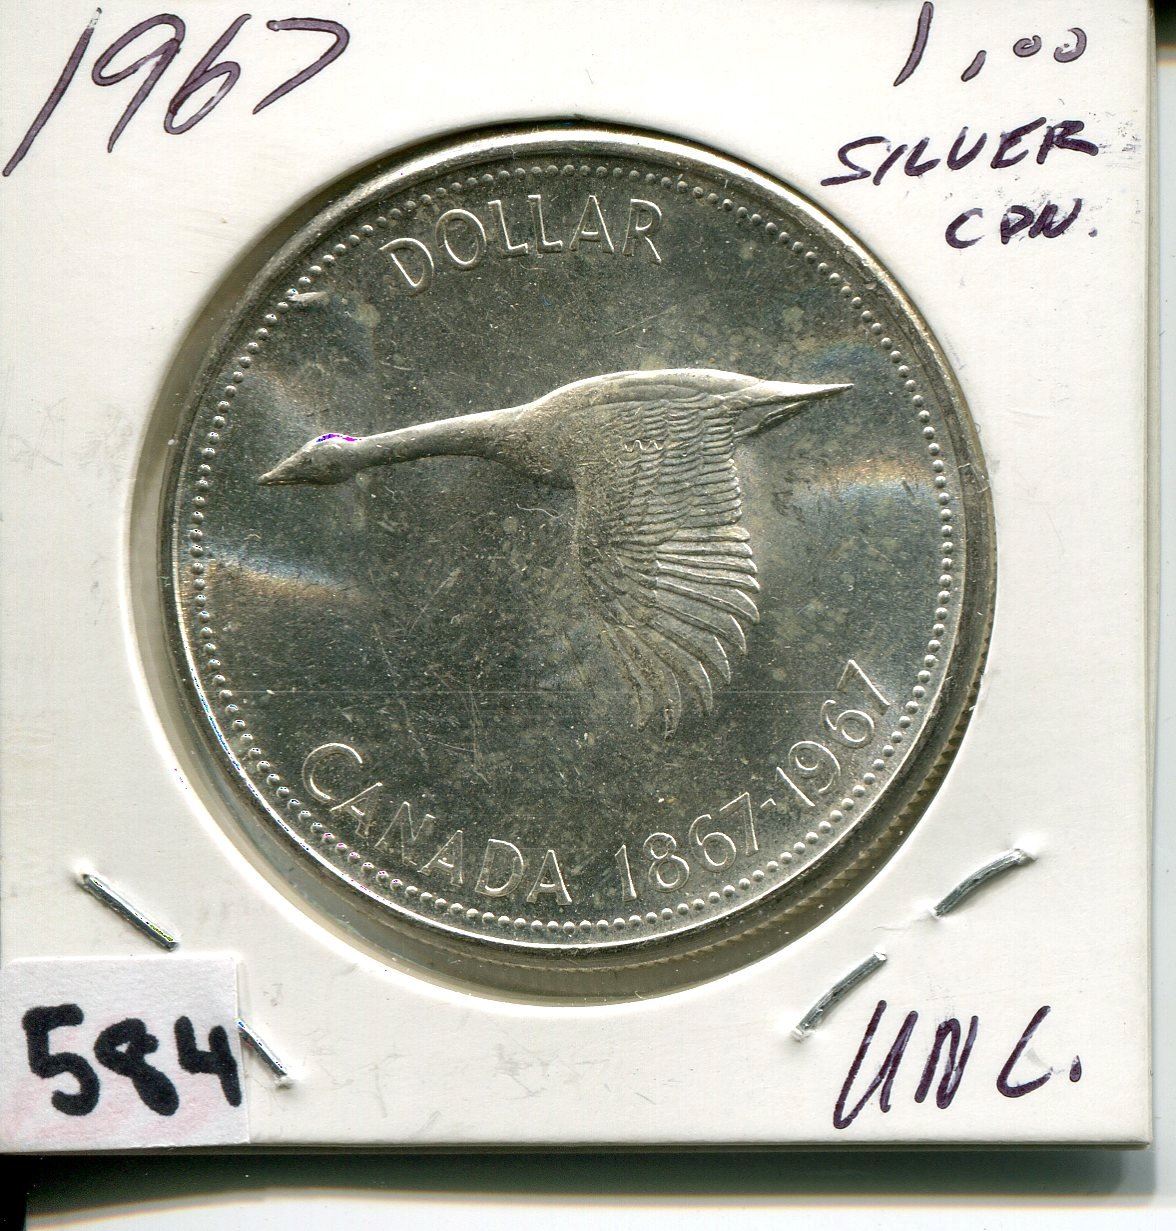 1967
1.00
SILVER
CDN.
DOLLAR
CANADA 1867-1967
584
UNC.